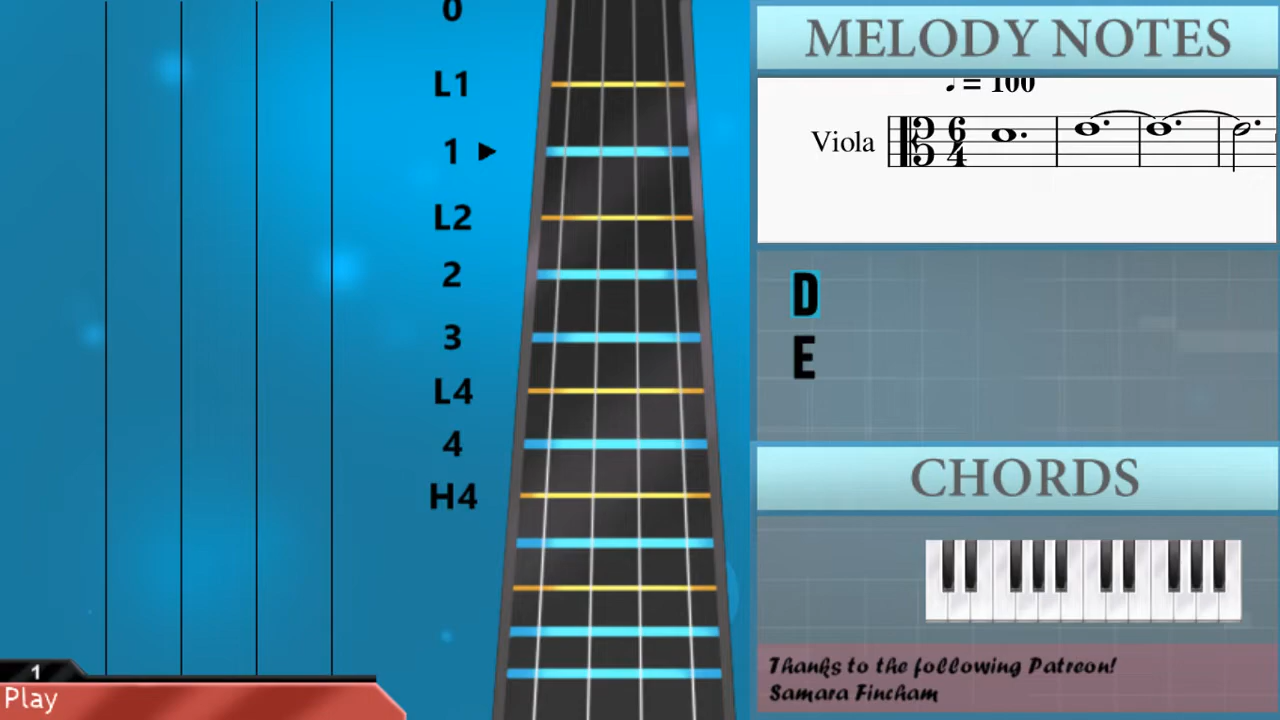 0
L1
1
L2
2
3
L4
4
H4
1
Play
MELODY NOTES
♩ = 100
Viola
6
4
D
E
CHORDS
Thanks to the following Patreon!
Samara Fincham